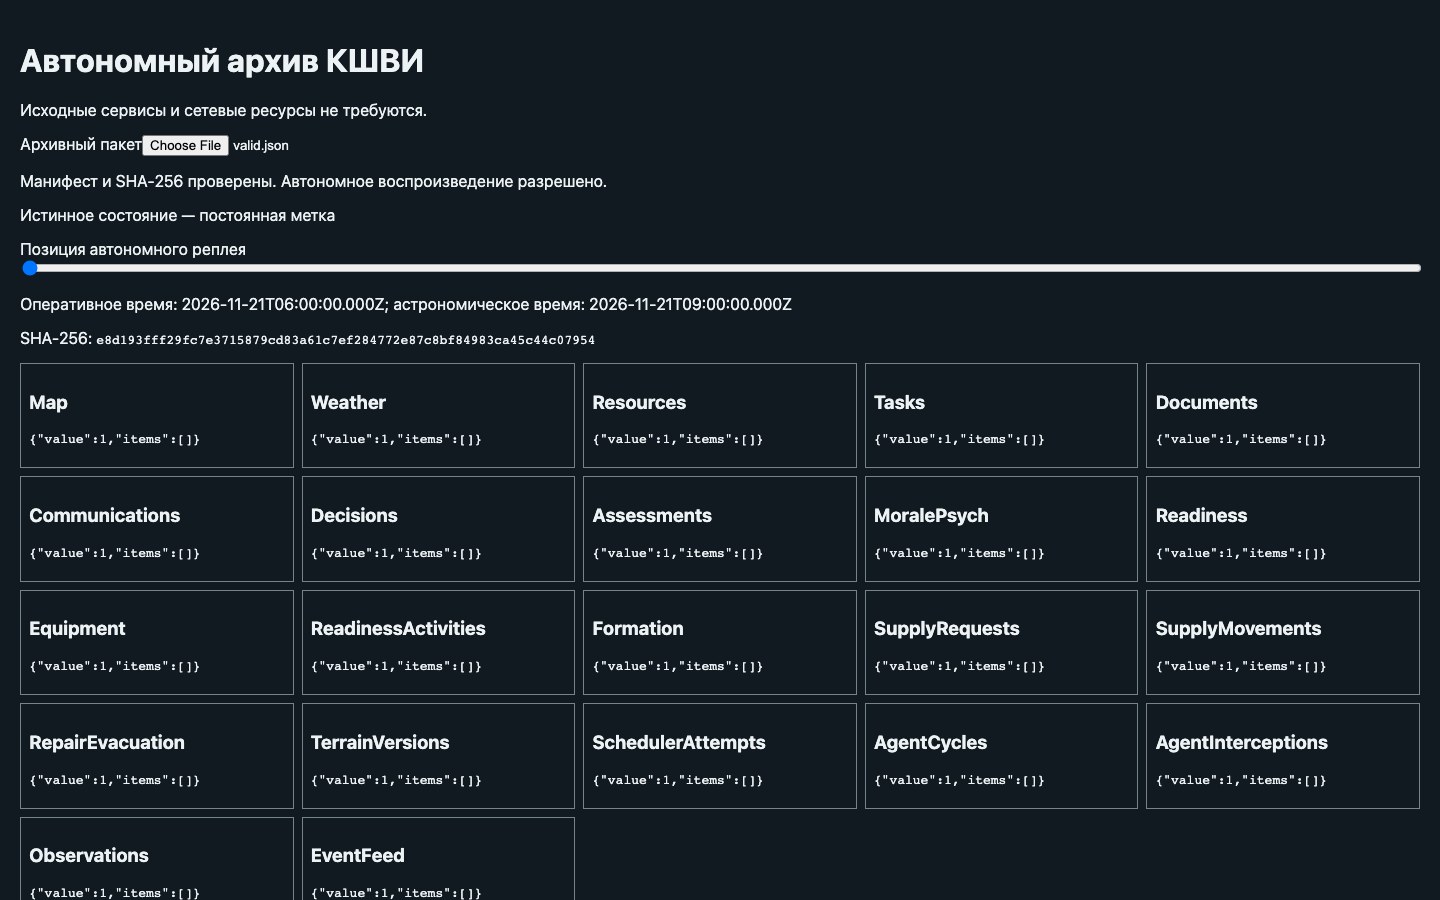 Автономный архив КШВИ
Исходные сервисы и сетевые ресурсы не требуются.
Архивный пакет Choose File valid.json
Манифест и SHA-256 проверены. Автономное воспроизведение разрешено.
Истинное состояние — постоянная метка
Позиция автономного реплея
Оперативное время: 2026-11-21T06:00:00.000Z; астрономическое время: 2026-11-21T09:00:00.000Z
SHA-256: e8d193fff29fc7e3715879cd83a61c7ef284772e87c8bf84983ca45c44c07954
Map Weather Resources Tasks Documents
{"value":1,"items":[]} {"value":1,"items":[]} {"value":1,"items":[]} {"value":1,"items":[]} {"value":1,"items":[]}
Communications Decisions Assessments MoralePsych Readiness
{"value":1,"items":[]} {"value":1,"items":[]} {"value":1,"items":[]} {"value":1,"items":[]} {"value":1,"items":[]}
Equipment ReadinessActivities Formation SupplyRequests SupplyMovements
{"value":1,"items":[]} {"value":1,"items":[]} {"value":1,"items":[]} {"value":1,"items":[]} {"value":1,"items":[]}
RepairEvacuation TerrainVersions SchedulerAttempts AgentCycles AgentInterceptions
{"value":1,"items":[]} {"value":1,"items":[]} {"value":1,"items":[]} {"value":1,"items":[]} {"value":1,"items":[]}
Observations EventFeed
{"value":1,"items":[]} {"value":1,"items":[]}